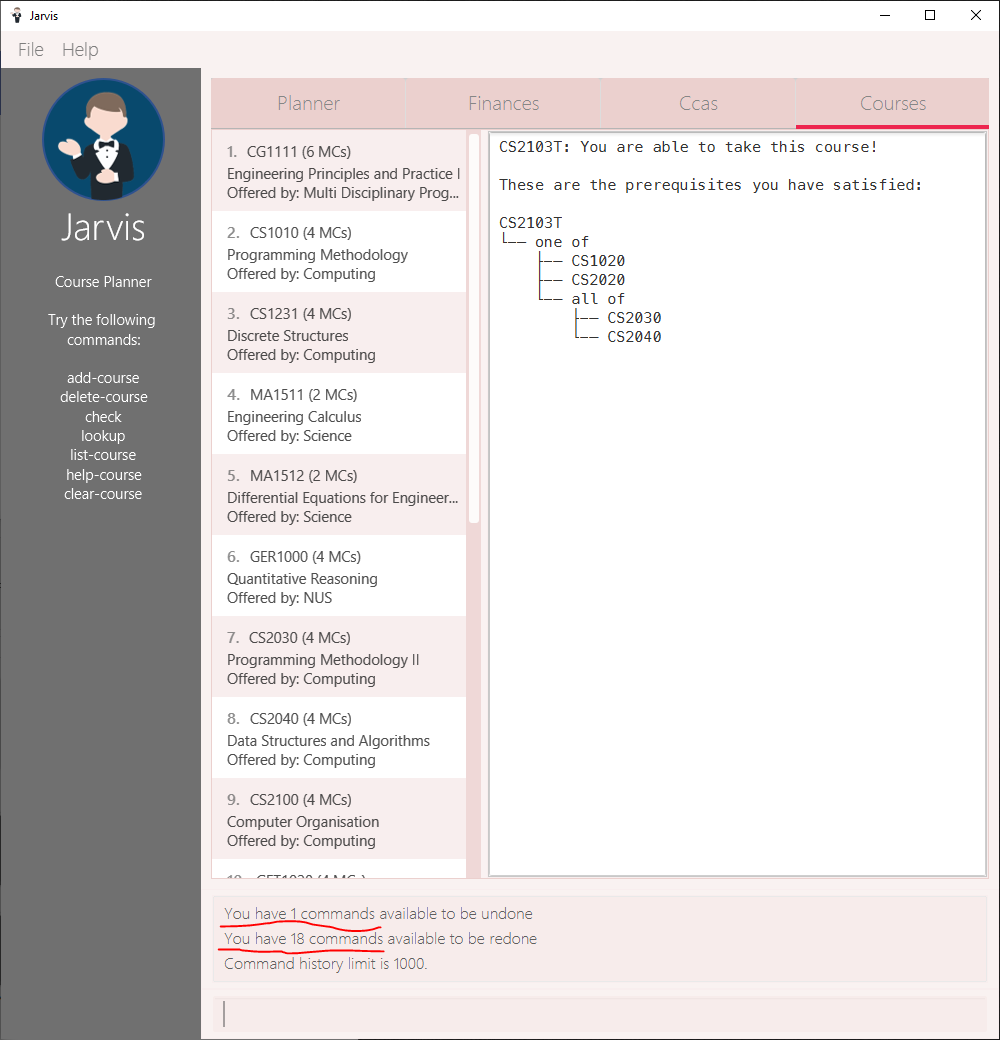 Jarvis
File Help
Jarvis
Course Planner
Try the following
commands:
add-course
delete-course
check
lookup
list-course
help-course
clear-course
Planner Finances Ccas Courses
1. CG1111 (6 MCs)
Engineering Principles and Practice I
Offered by: Multi Disciplinary Prog...
2. CS1010 (4 MCs)
Programming Methodology
Offered by: Computing
3. CS1231 (4 MCs)
Discrete Structures
Offered by: Computing
4. MA1511 (2 MCs)
Engineering Calculus
Offered by: Science
5. MA1512 (2 MCs)
Differential Equations for Engineer...
Offered by: Science
6. GER1000 (4 MCs)
Quantitative Reasoning
Offered by: NUS
7. CS2030 (4 MCs)
Programming Methodology II
Offered by: Computing
8. CS2040 (4 MCs)
Data Structures and Algorithms
Offered by: Computing
9. CS2100 (4 MCs)
Computer Organisation
Offered by: Computing
CS2103T: You are able to take this course!
These are the prerequisites you have satisfied:
CS2103T
└── one of
├── CS1020
├── CS2020
└── all of
├── CS2030
└── CS2040
You have 1 commands available to be undone
You have 18 commands available to be redone
Command history limit is 1000.